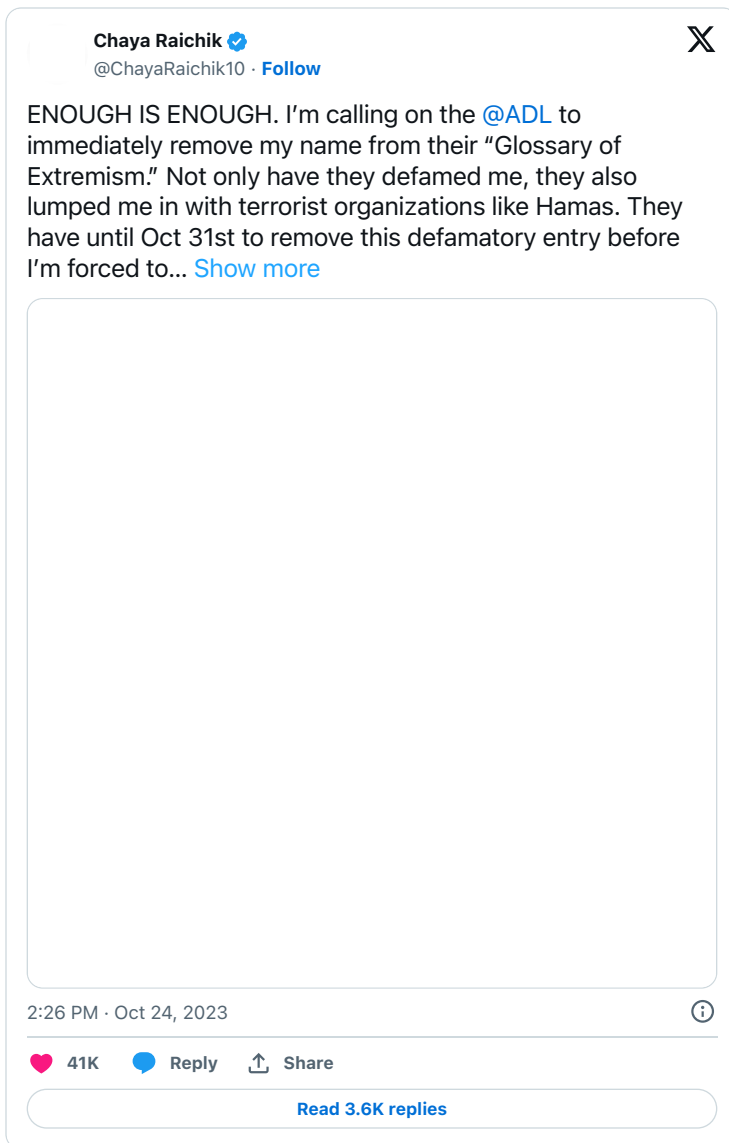 Chaya Raichik
@ChayaRaichik10 · Follow
ENOUGH IS ENOUGH. I’m calling on the @ADL to
immediately remove my name from their “Glossary of
Extremism.” Not only have they defamed me, they also
lumped me in with terrorist organizations like Hamas. They
have until Oct 31st to remove this defamatory entry before
I’m forced to... Show more
2:26 PM · Oct 24, 2023
41K Reply Share
Read 3.6K replies